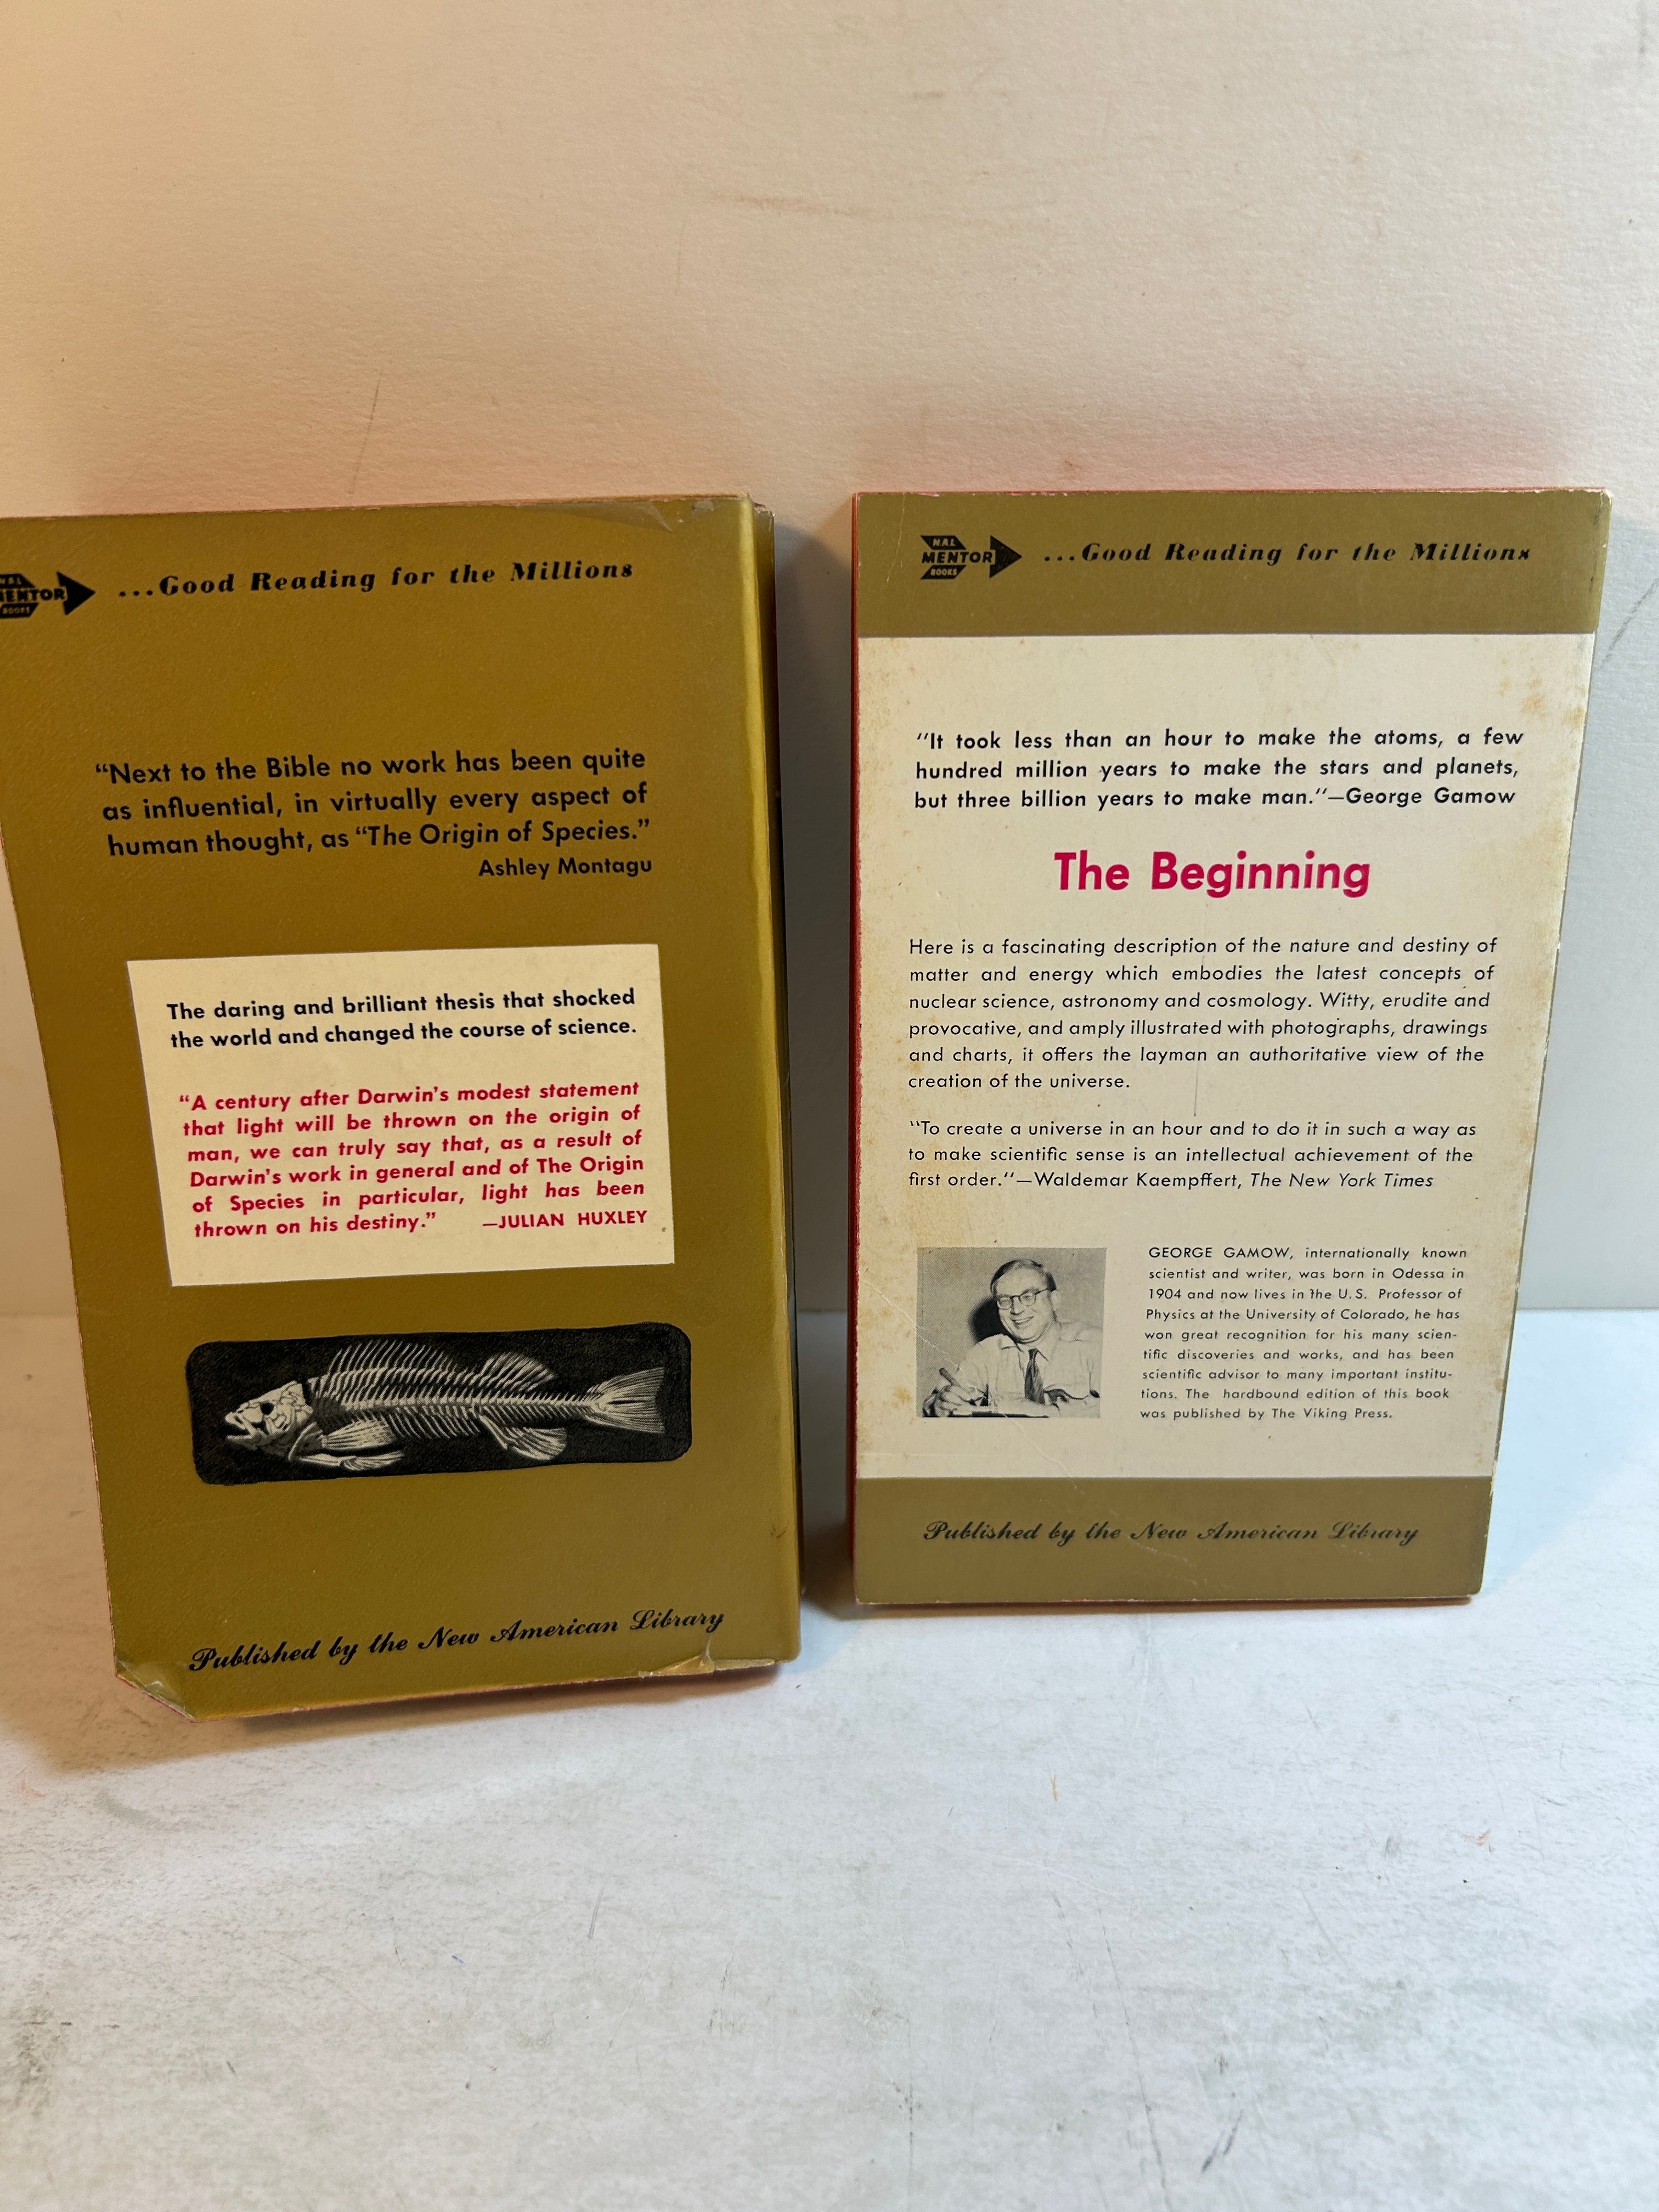 NAL
MENTOR
BOOKS
...Good Reading for the Millions
“Next to the Bible no work has been quite
as influential, in virtually every aspect of
human thought, as “The Origin of Species.”
Ashley Montagu
The daring and brilliant thesis that shocked
the world and changed the course of science.
“A century after Darwin’s modest statement
that light will be thrown on the origin of
man, we can truly say that, as a result of
Darwin’s work in general and of The Origin
of Species in particular, light has been
thrown on his destiny.” —JULIAN HUXLEY
Published by the New American Library
NAL
MENTOR
BOOKS
...Good Reading for the Millions
“It took less than an hour to make the atoms, a few
hundred million years to make the stars and planets,
but three billion years to make man.”—George Gamow
The Beginning
Here is a fascinating description of the nature and destiny of
matter and energy which embodies the latest concepts of
nuclear science, astronomy and cosmology. Witty, erudite and
provocative, and amply illustrated with photographs, drawings
and charts, it offers the layman an authoritative view of the
creation of the universe.
“To create a universe in an hour and to do it in such a way as
to make scientific sense is an intellectual achievement of the
first order.”—Waldemar Kaempffert, The New York Times
GEORGE GAMOW, internationally known
scientist and writer, was born in Odessa in
1904 and now lives in the U.S. Professor of
Physics at the University of Colorado, he has
won great recognition for his many scien-
tific discoveries and works, and has been
scientific advisor to many important institu-
tions. The hardbound edition of this book
was published by The Viking Press.
Published by the New American Library